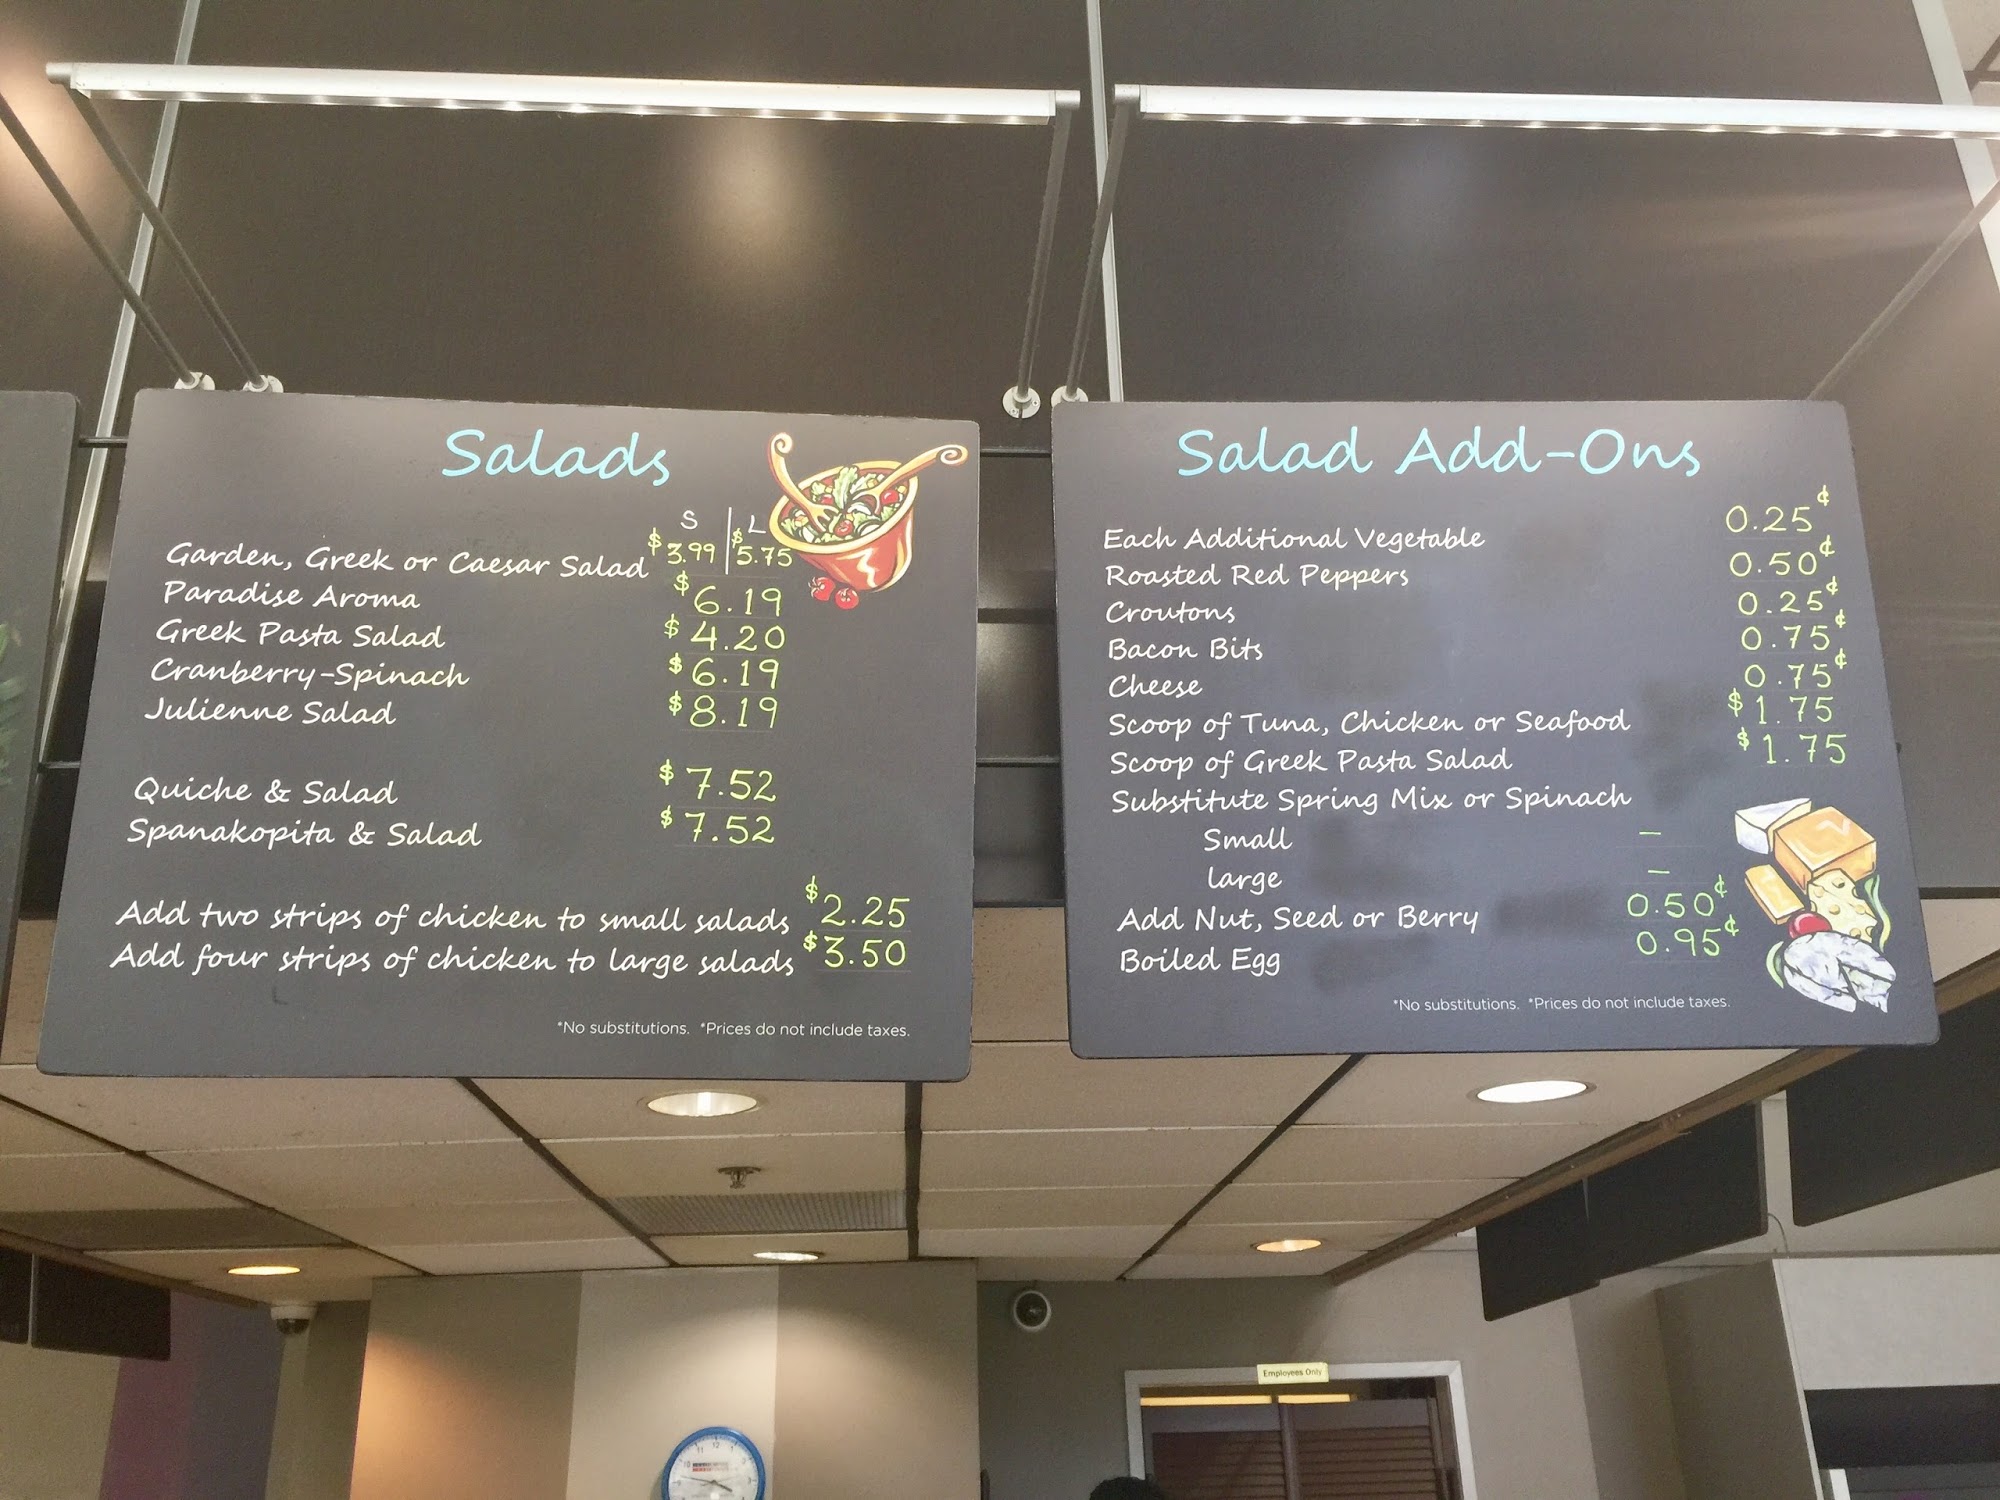 Salads
S | L
Garden, Greek or Caesar Salad $3.99 | $5.75
Paradise Aroma $6.19
Greek Pasta Salad $4.20
Cranberry-Spinach $6.19
Julienne Salad $8.19
Quiche & Salad $7.52
Spanakopita & Salad $7.52
Add two strips of chicken to small salads $2.25
Add four strips of chicken to large salads $3.50
*No substitutions. *Prices do not include taxes.
Salad Add-Ons
Each Additional Vegetable 0.25¢
Roasted Red Peppers 0.50¢
Croutons 0.25¢
Bacon Bits 0.75¢
Cheese 0.75¢
Scoop of Tuna, Chicken or Seafood $1.75
Scoop of Greek Pasta Salad $1.75
Substitute Spring Mix or Spinach
Small –
Large –
Add Nut, Seed or Berry 0.50¢
Boiled Egg 0.95¢
*No substitutions. *Prices do not include taxes.
Employees Only